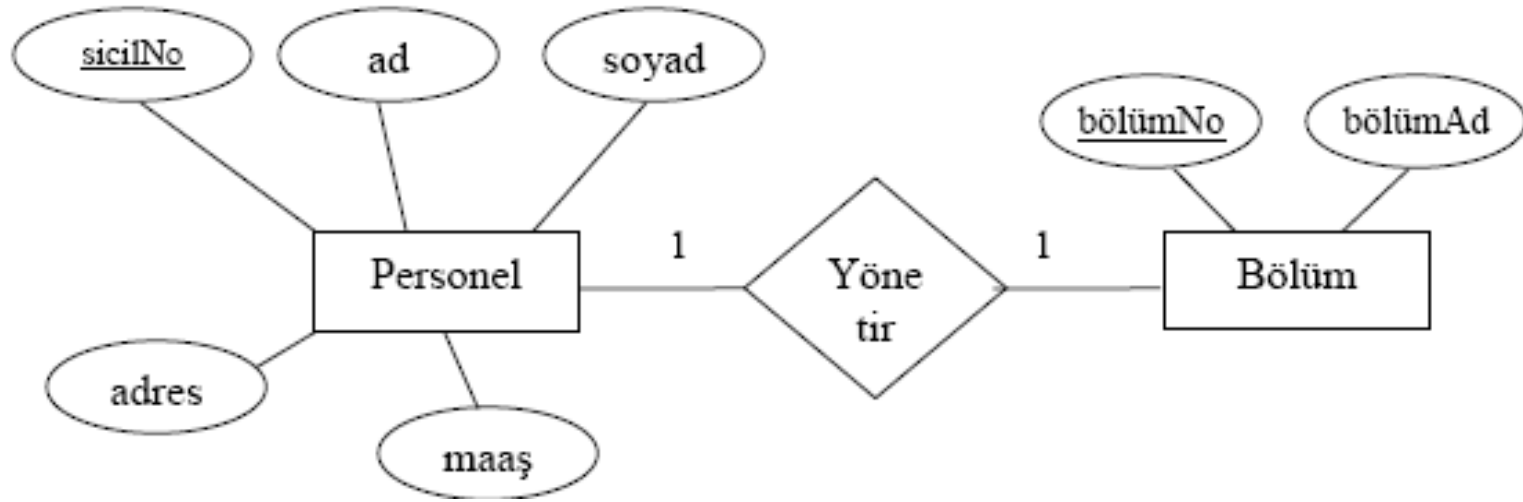 sicilNo
ad
soyad
bölümNo
bölümAd
Personel
1
Yöne
tir
1
Bölüm
adres
maaş